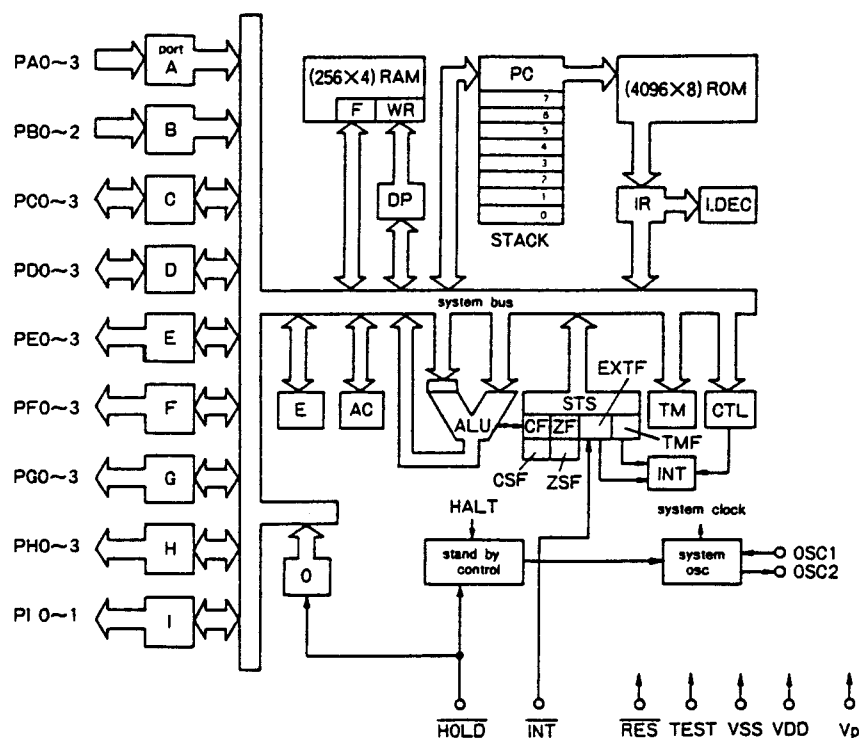 PA0~3
port
A
PB0~2
B
PC0~3
C
PD0~3
D
PE0~3
E
PF0~3
F
PG0~3
G
PH0~3
H
PI0~1
I
(256×4) RAM
F
WR
DP
PC
7
6
5
4
3
2
1
0
STACK
(4096×8) ROM
IR
I.DEC
system bus
E
AC
ALU
STS
CF
ZF
CSF
ZSF
EXTF
TMF
TM
CTL
INT
0
HALT
stand by
control
system clock
system
osc
OSC1
OSC2
HOLD
INT
RES
TEST
VSS
VDD
Vp